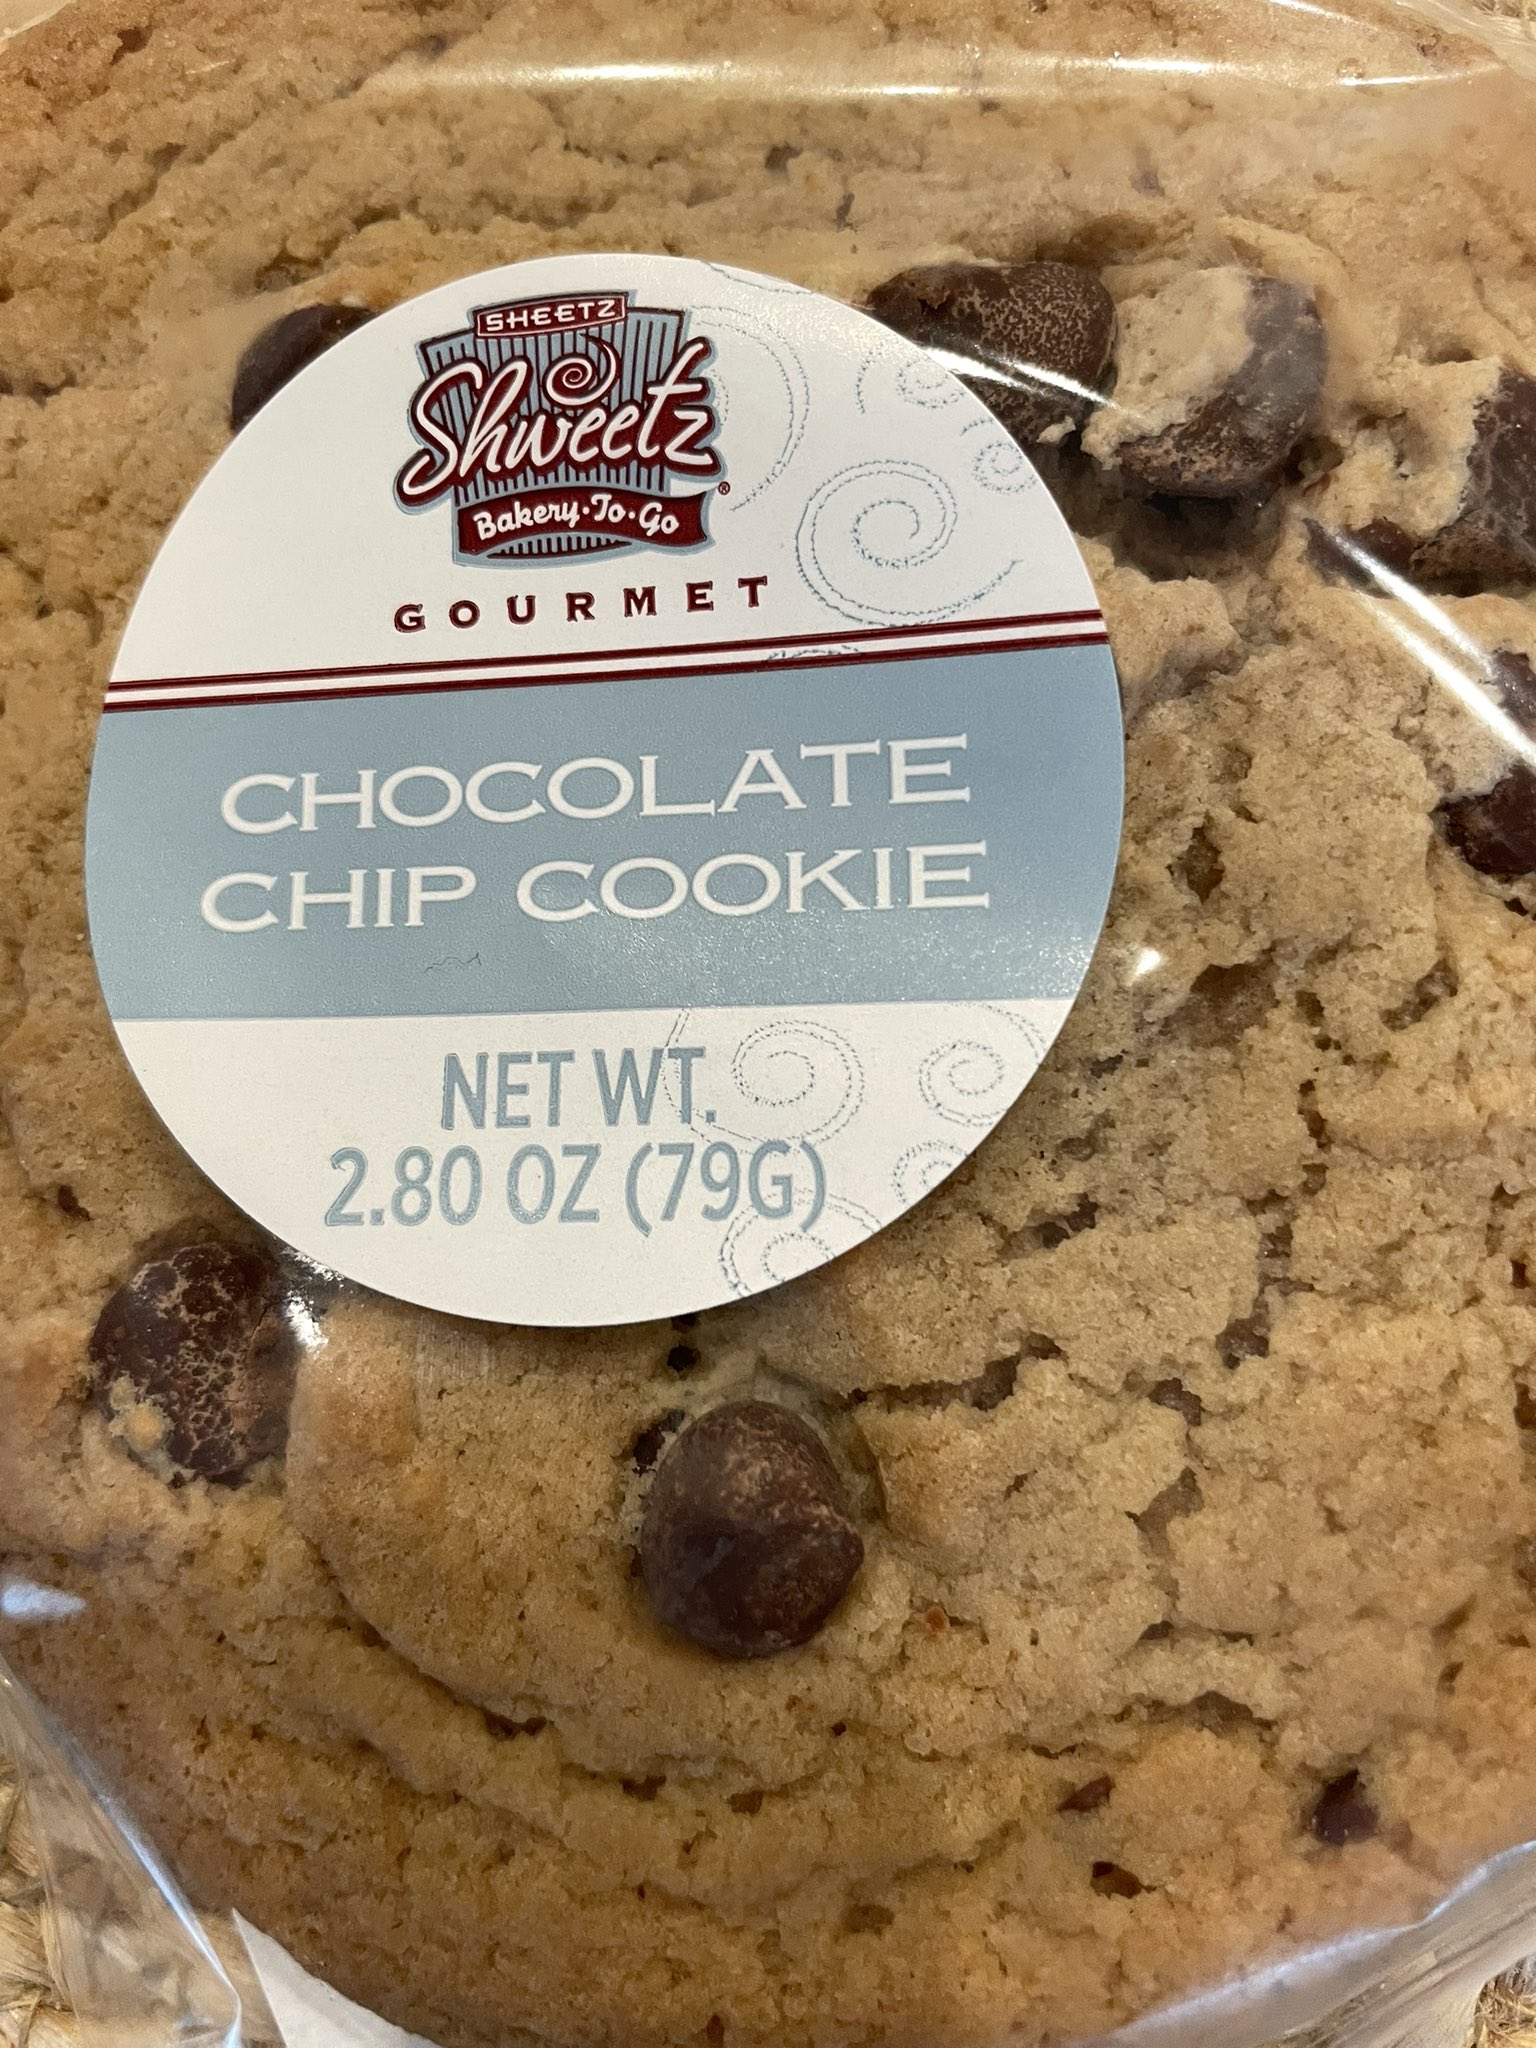 SHEETZ
Shweetz
®
Bakery·To·Go
GOURMET
CHOCOLATE
CHIP COOKIE
NET WT.
2.80 OZ (79G)